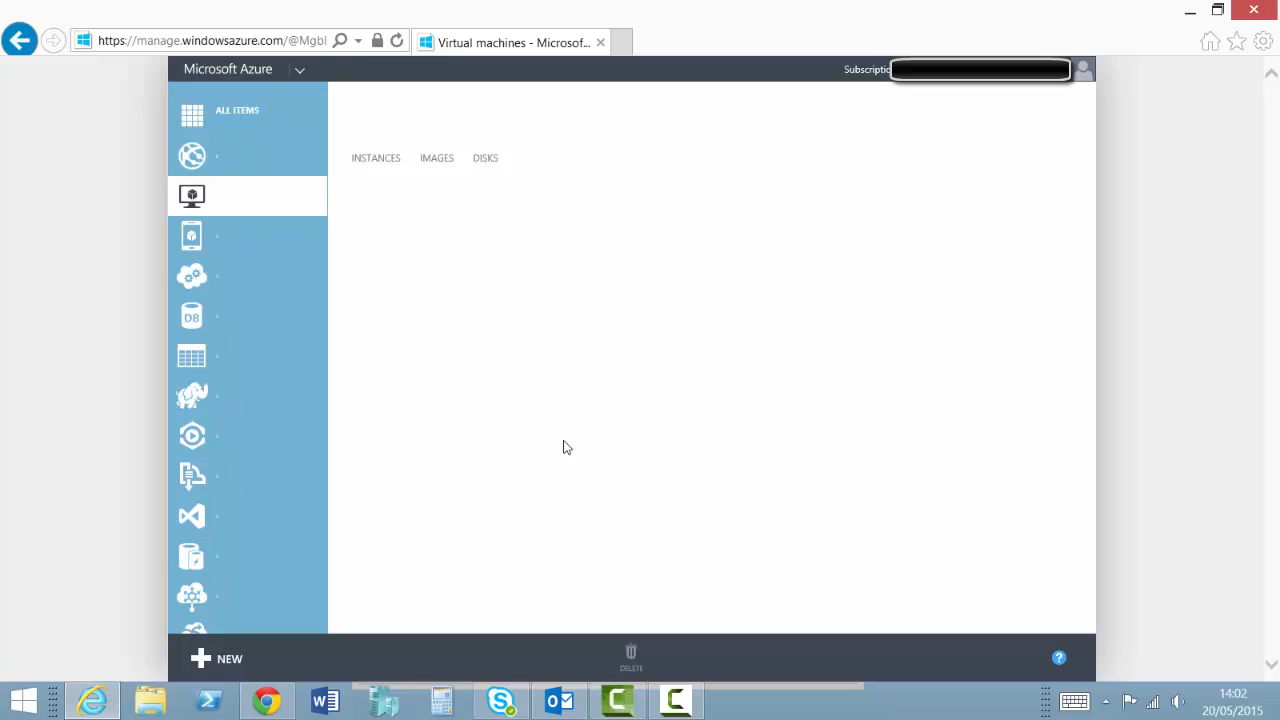 https://manage.windowsazure.com/@Mgbl
Virtual machines - Microsof...
Microsoft Azure
Subscriptio
ALL ITEMS
INSTANCES IMAGES DISKS
DB
NEW
DELETE
?
14:02
20/05/2015